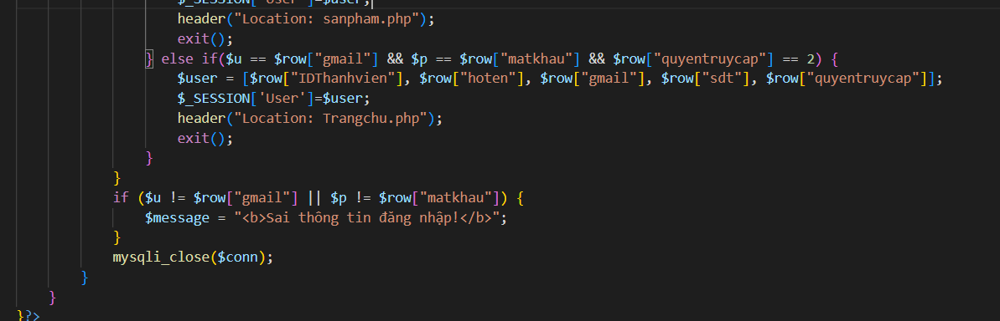 $_SESSION['User']=$user;
header("Location: sanpham.php");
exit();
} else if($u == $row["gmail"] && $p == $row["matkhau"] && $row["quyentruycap"] == 2) {
$user = [$row["IDThanhvien"], $row["hoten"], $row["gmail"], $row["sdt"], $row["quyentruycap"]];
$_SESSION['User']=$user;
header("Location: Trangchu.php");
exit();
}
}
if ($u != $row["gmail"] || $p != $row["matkhau"]) {
$message = "<b>Sai thông tin đăng nhập!</b>";
}
mysqli_close($conn);
}
}
}?>